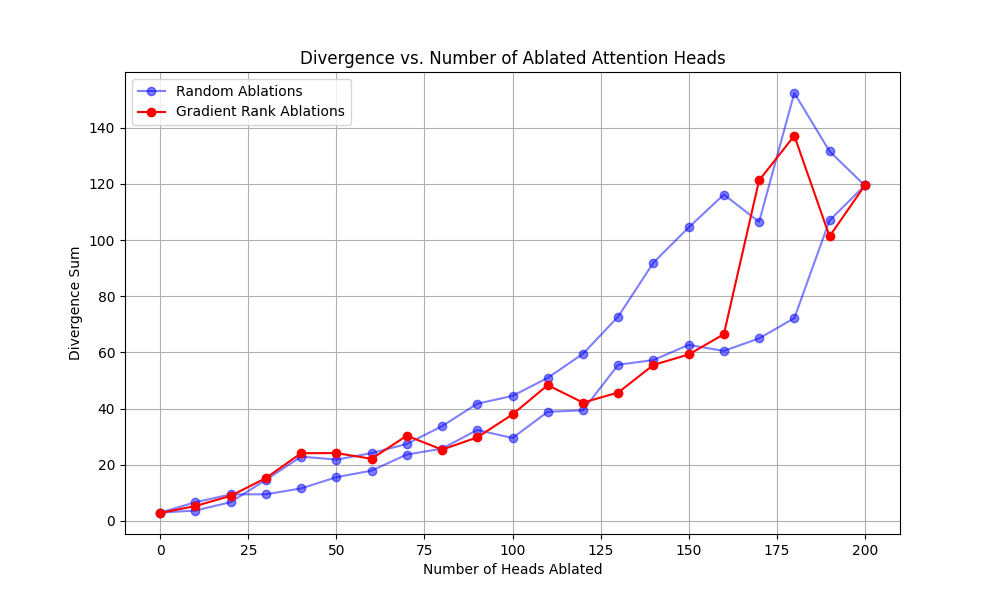 Divergence vs. Number of Ablated Attention Heads
Random Ablations
Gradient Rank Ablations
140
120
100
80
60
40
20
0
Divergence Sum
0 25 50 75 100 125 150 175 200
Number of Heads Ablated